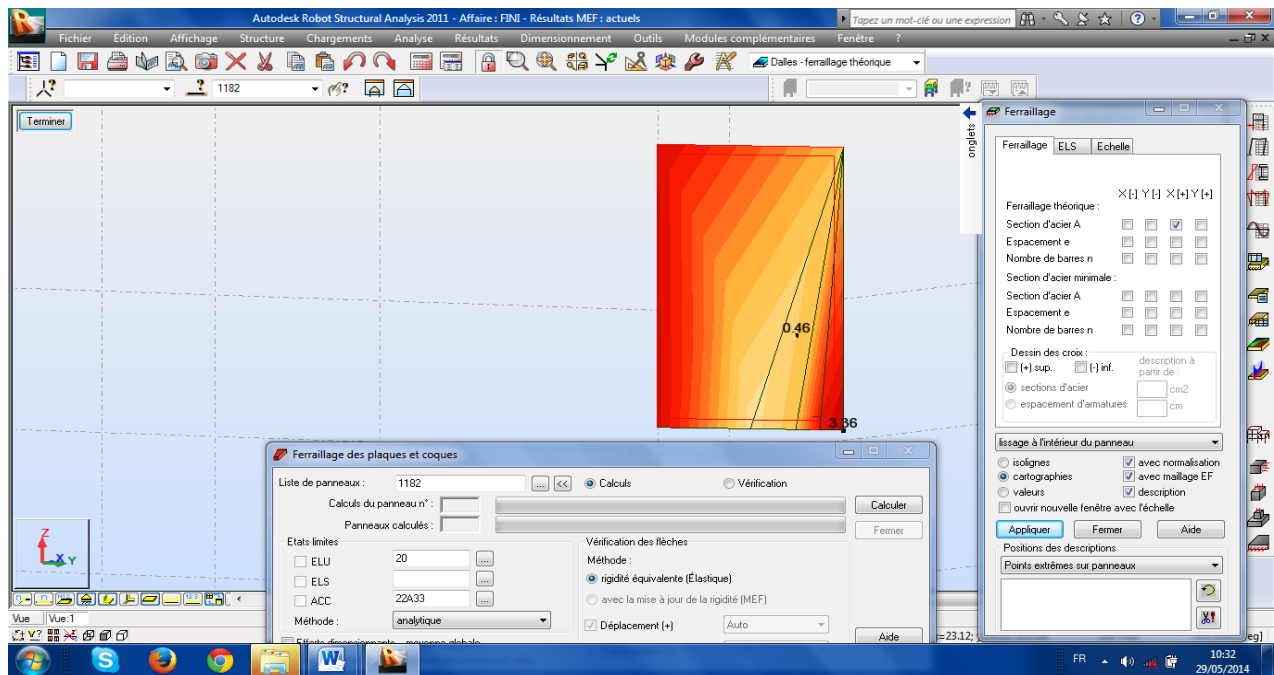 Autodesk Robot Structural Analysis 2011 - Affaire : FINI - Résultats MEF : actuels
Tapez un mot-clé ou une expression
Fichier Édition Affichage Structure Chargements Analyse Résultats Dimensionnement Outils Modules complémentaires Fenêtre ?
Dalles - ferraillage théorique
1182
Terminer
onglets
0.46
3.36
Z
X
Y
Ferraillage
Ferraillage ELS Echelle
X [-] Y [-] X [+] Y [+]
Ferraillage théorique :
Section d'acier A
Espacement e
Nombre de barres n
Section d'acier minimale :
Section d'acier A
Espacement e
Nombre de barres n
Dessin des croix :
(+) sup. (-) inf. description à partir de :
sections d'acier cm2
espacement d'armatures cm
lissage à l'intérieur du panneau
isolignes avec normalisation
cartographies avec maillage EF
valeurs description
ouvrir nouvelle fenêtre avec l'échelle
Appliquer Fermer Aide
Positions des descriptions
Points extrêmes sur panneaux
Ferraillage des plaques et coques
Liste de panneaux : 1182 ... << Calculs Vérification
Calculs du panneau n° : Calculer
Panneaux calculés : Fermer
Etats limites Vérification des flèches
ELU 20 ... Méthode :
ELS ... rigidité équivalente (Élastique)
ACC 22A33 ... avec la mise à jour de la rigidité (MEF)
Méthode : analytique Déplacement (+) Auto Aide
Vue Vue:1
=23.12;
eg]
FR 10:32
29/05/2014